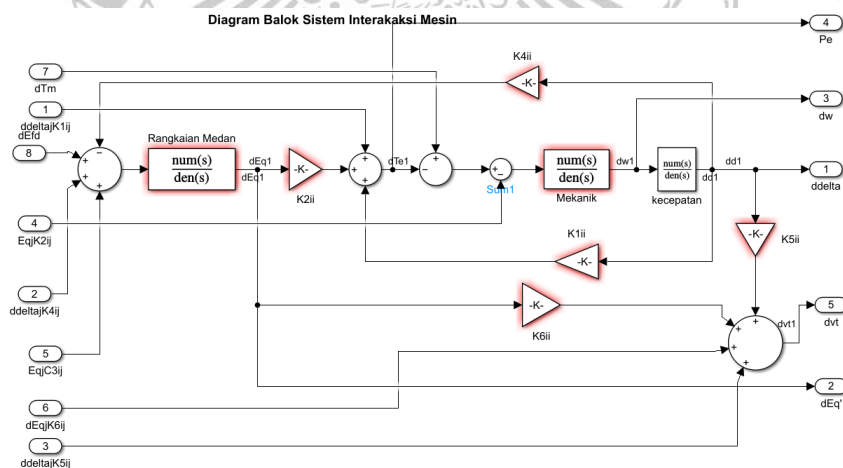 Diagram Balok Sistem Interakaksi Mesin
4
Pe
7
dTm
K4ii
-K-
3
dw
1
ddeltajK1ij
dEfd
8
Rangkaian Medan
num(s)
den(s)
dEq1
dEq1
-K-
K2ii
dTe1
Sum1
num(s)
den(s)
Mekanik
dw1
num(s)
den(s)
kecepatan
dd1
dd1
1
ddelta
-K-
K5ii
4
EqjK2ij
K1ii
-K-
2
ddeltajK4ij
-K-
K6ii
dvt1
5
dvt
5
EqjC3ij
2
dEq'
6
dEqjK6ij
3
ddeltajK5ij